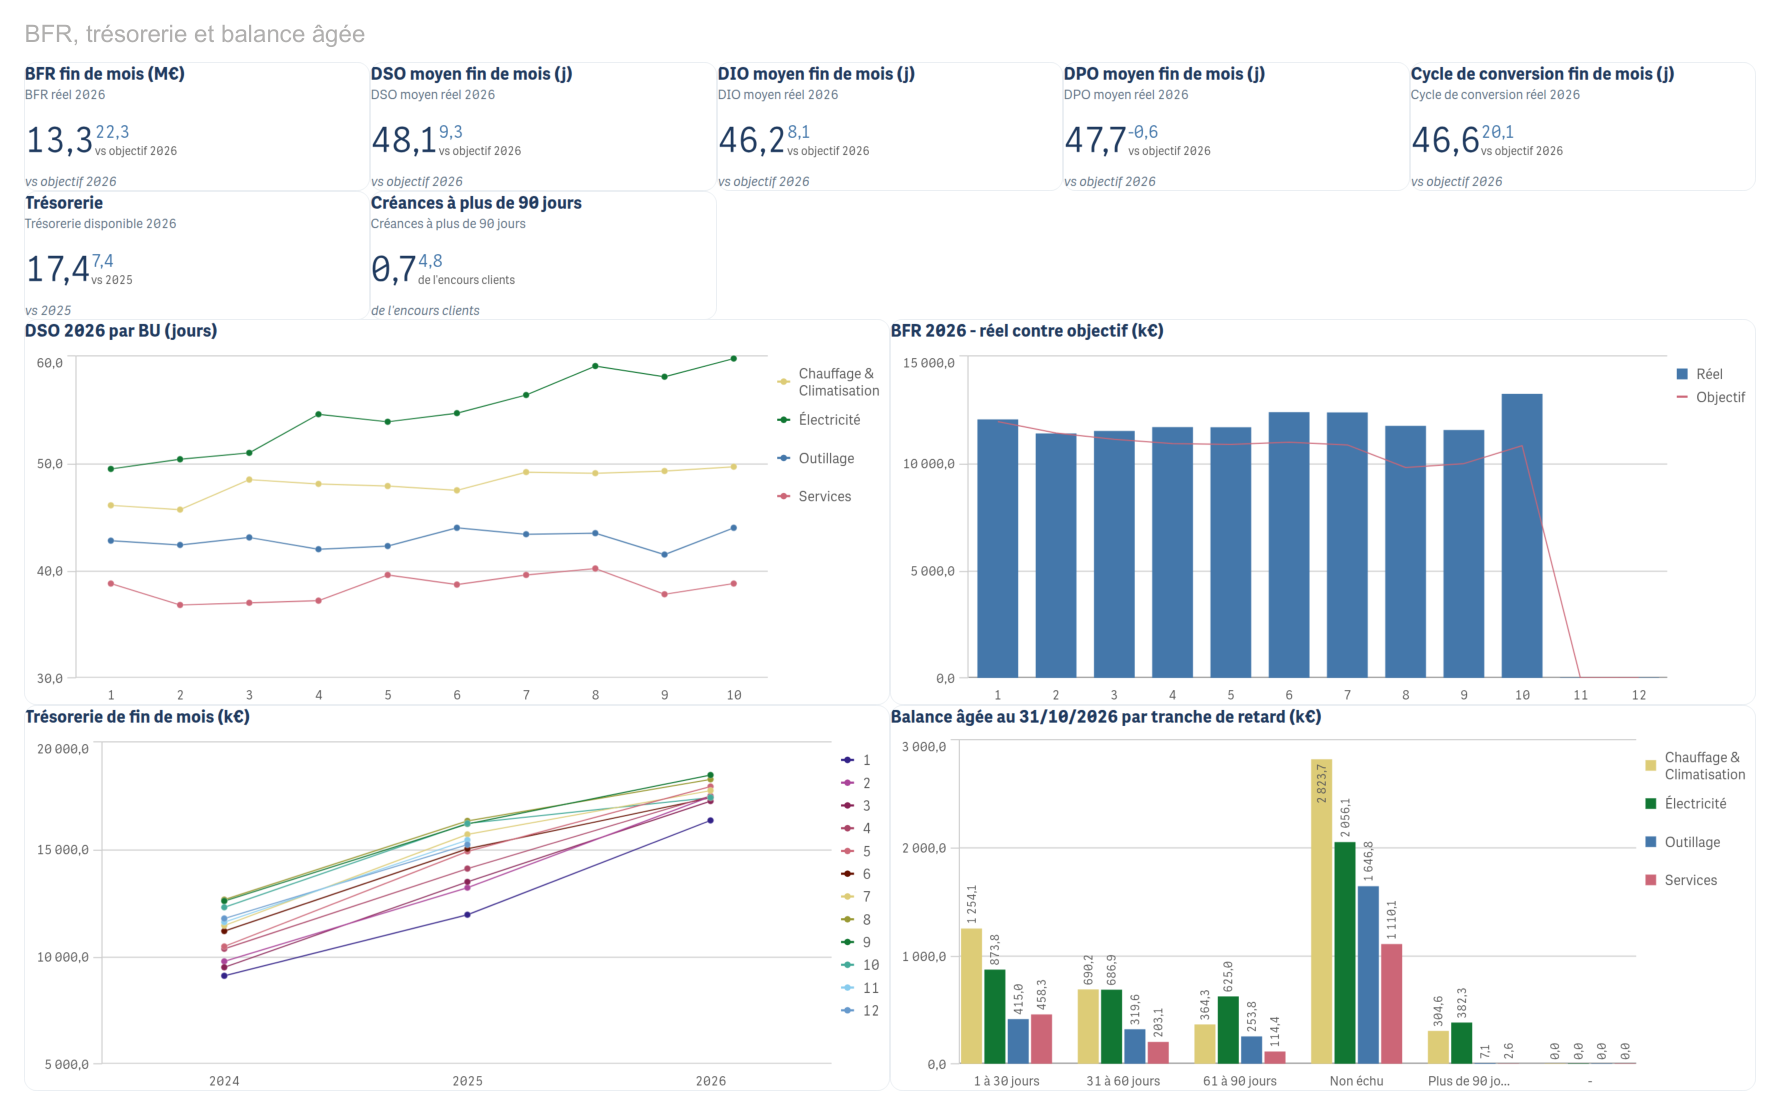 BFR, trésorerie et balance âgée
BFR fin de mois (M€)
BFR réel 2026
13,3
22,3
vs objectif 2026
vs objectif 2026
DSO moyen fin de mois (j)
DSO moyen réel 2026
48,1
9,3
vs objectif 2026
vs objectif 2026
DIO moyen fin de mois (j)
DIO moyen réel 2026
46,2
8,1
vs objectif 2026
vs objectif 2026
DPO moyen fin de mois (j)
DPO moyen réel 2026
47,7
-0,6
vs objectif 2026
vs objectif 2026
Cycle de conversion fin de mois (j)
Cycle de conversion réel 2026
46,6
20,1
vs objectif 2026
vs objectif 2026
Trésorerie
Trésorerie disponible 2026
17,4
7,4
vs 2025
vs 2025
Créances à plus de 90 jours
Créances à plus de 90 jours
0,7
4,8
de l'encours clients
de l'encours clients
DSO 2026 par BU (jours)
60,0
50,0
40,0
30,0
1 2 3 4 5 6 7 8 9 10
Chauffage &
Climatisation
Électricité
Outillage
Services
BFR 2026 - réel contre objectif (k€)
15 000,0
10 000,0
5 000,0
0,0
1 2 3 4 5 6 7 8 9 10 11 12
Réel
Objectif
Trésorerie de fin de mois (k€)
20 000,0
15 000,0
10 000,0
5 000,0
2024 2025 2026
1
2
3
4
5
6
7
8
9
10
11
12
Balance âgée au 31/10/2026 par tranche de retard (k€)
3 000,0
2 000,0
1 000,0
0,0
1 254,1 873,8 415,0 458,3
690,2 686,9 319,6 203,1
364,3 625,0 253,8 114,4
2 823,7 2 056,1 1 646,8 1 110,1
304,6 382,3 7,1 2,6
0,0 0,0 0,0 0,0
1 à 30 jours 31 à 60 jours 61 à 90 jours Non échu Plus de 90 jo... -
Chauffage &
Climatisation
Électricité
Outillage
Services